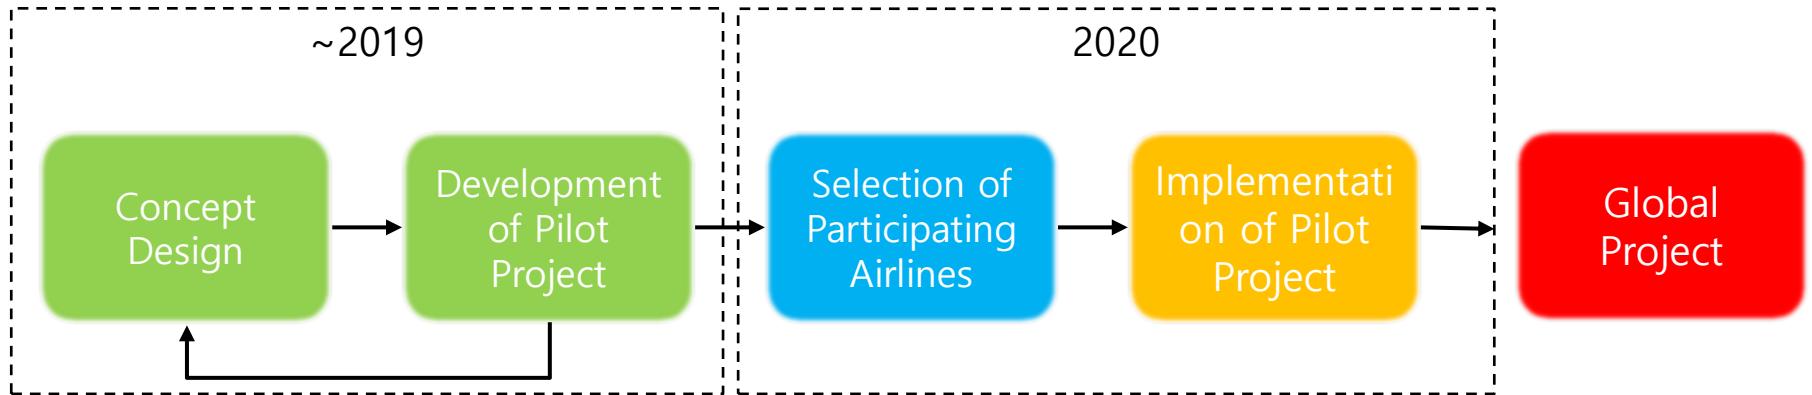 ~2019
2020
Concept
Design
Development
of Pilot
Project
Selection of
Participating
Airlines
Implementati
on of Pilot
Project
Global
Project